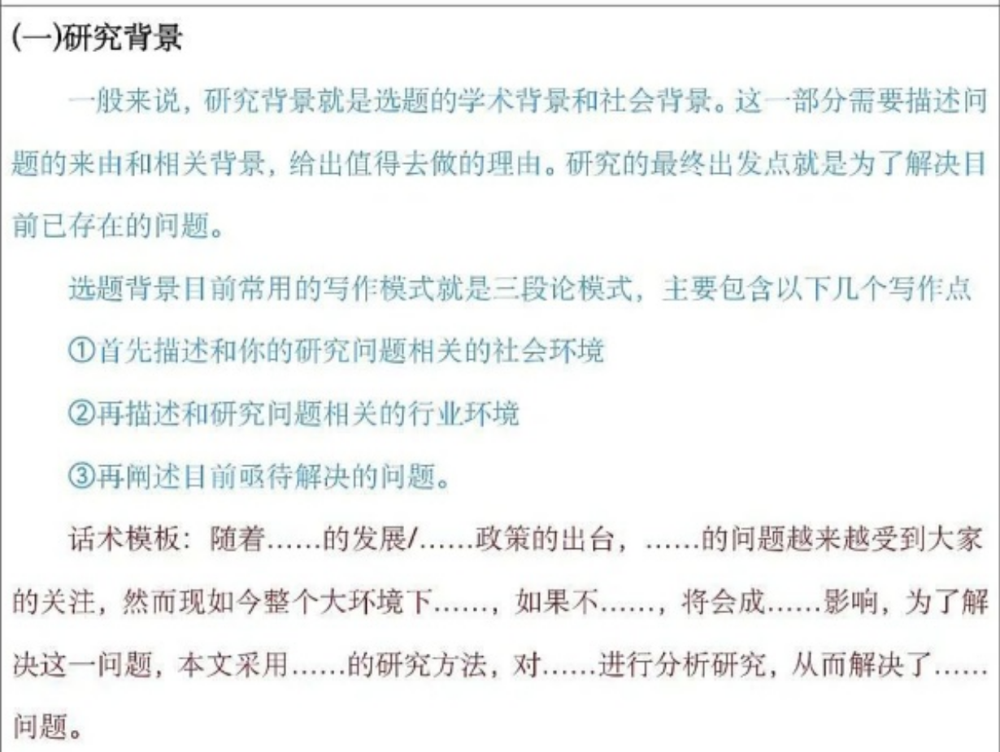 (一)研究背景
一般来说，研究背景就是选题的学术背景和社会背景。这一部分需要描述问
题的来由和相关背景，给出值得去做的理由。研究的最终出发点就是为了解决目
前已存在的问题。
选题背景目前常用的写作模式就是三段论模式，主要包含以下几个写作点
①首先描述和你的研究问题相关的社会环境
②再描述和研究问题相关的行业环境
③再阐述目前亟待解决的问题。
话术模板：随着……的发展/……政策的出台，……的问题越来越受到大家
的关注，然而现如今整个大环境下……，如果不……，将会成……影响，为了解
决这一问题，本文采用……的研究方法，对……进行分析研究，从而解决了……
问题。